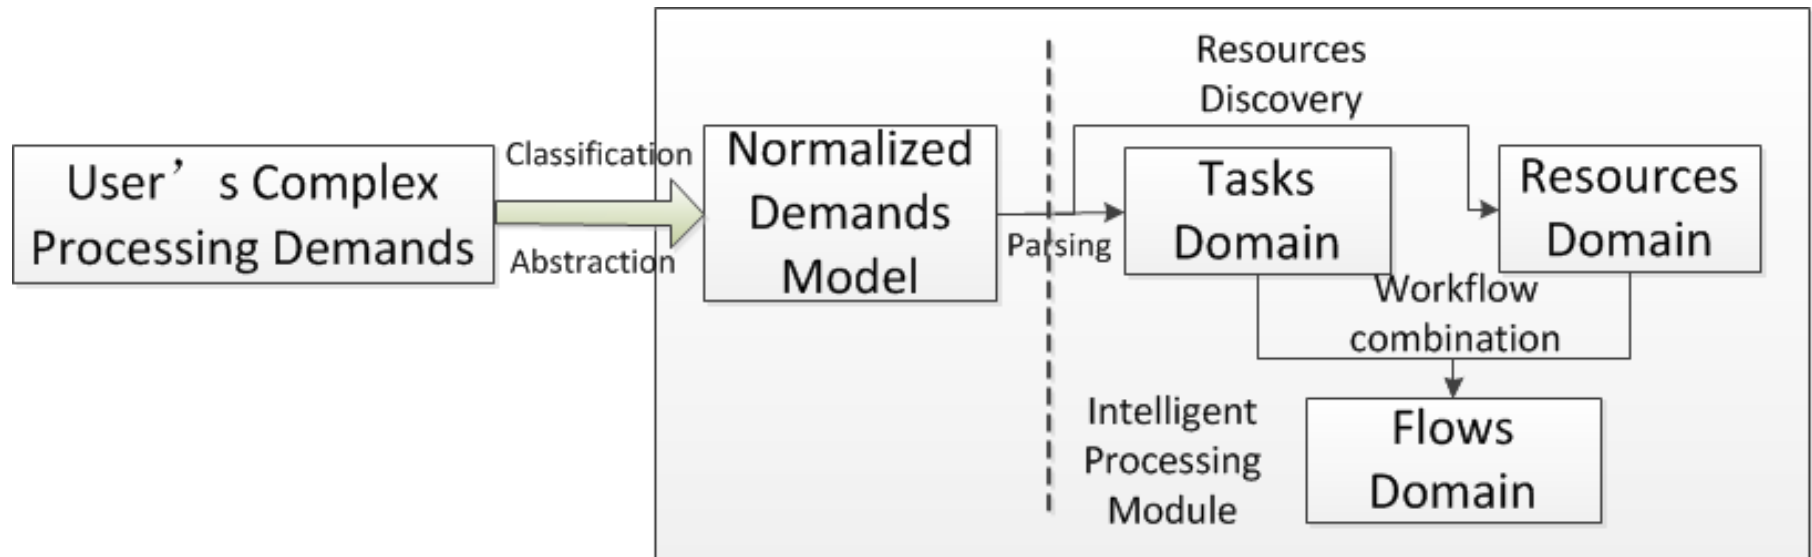 User’s Complex
Processing Demands
Classification
Abstraction
Normalized
Demands
Model
Parsing
Resources
Discovery
Tasks
Domain
Resources
Domain
Workflow
combination
Intelligent
Processing
Module
Flows
Domain